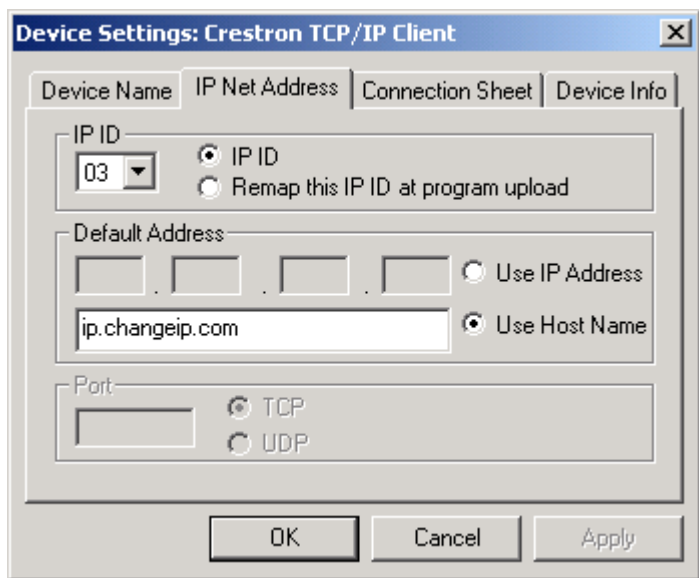 Device Settings: Crestron TCP/IP Client
Device Name IP Net Address Connection Sheet Device Info
IP ID
03 IP ID
Remap this IP ID at program upload
Default Address
. . . Use IP Address
ip.changeip.com Use Host Name
Port
TCP
UDP
OK Cancel Apply